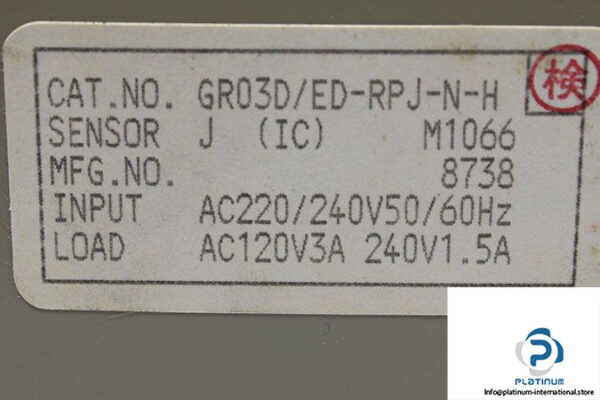 CAT.NO. GR03D/ED-RPJ-N-H 検
SENSOR J (IC) M1066
MFG.NO. 8738
INPUT AC220/240V50/60Hz
LOAD AC120V3A 240V1.5A
PLATINUM
Info@platinum-international.store